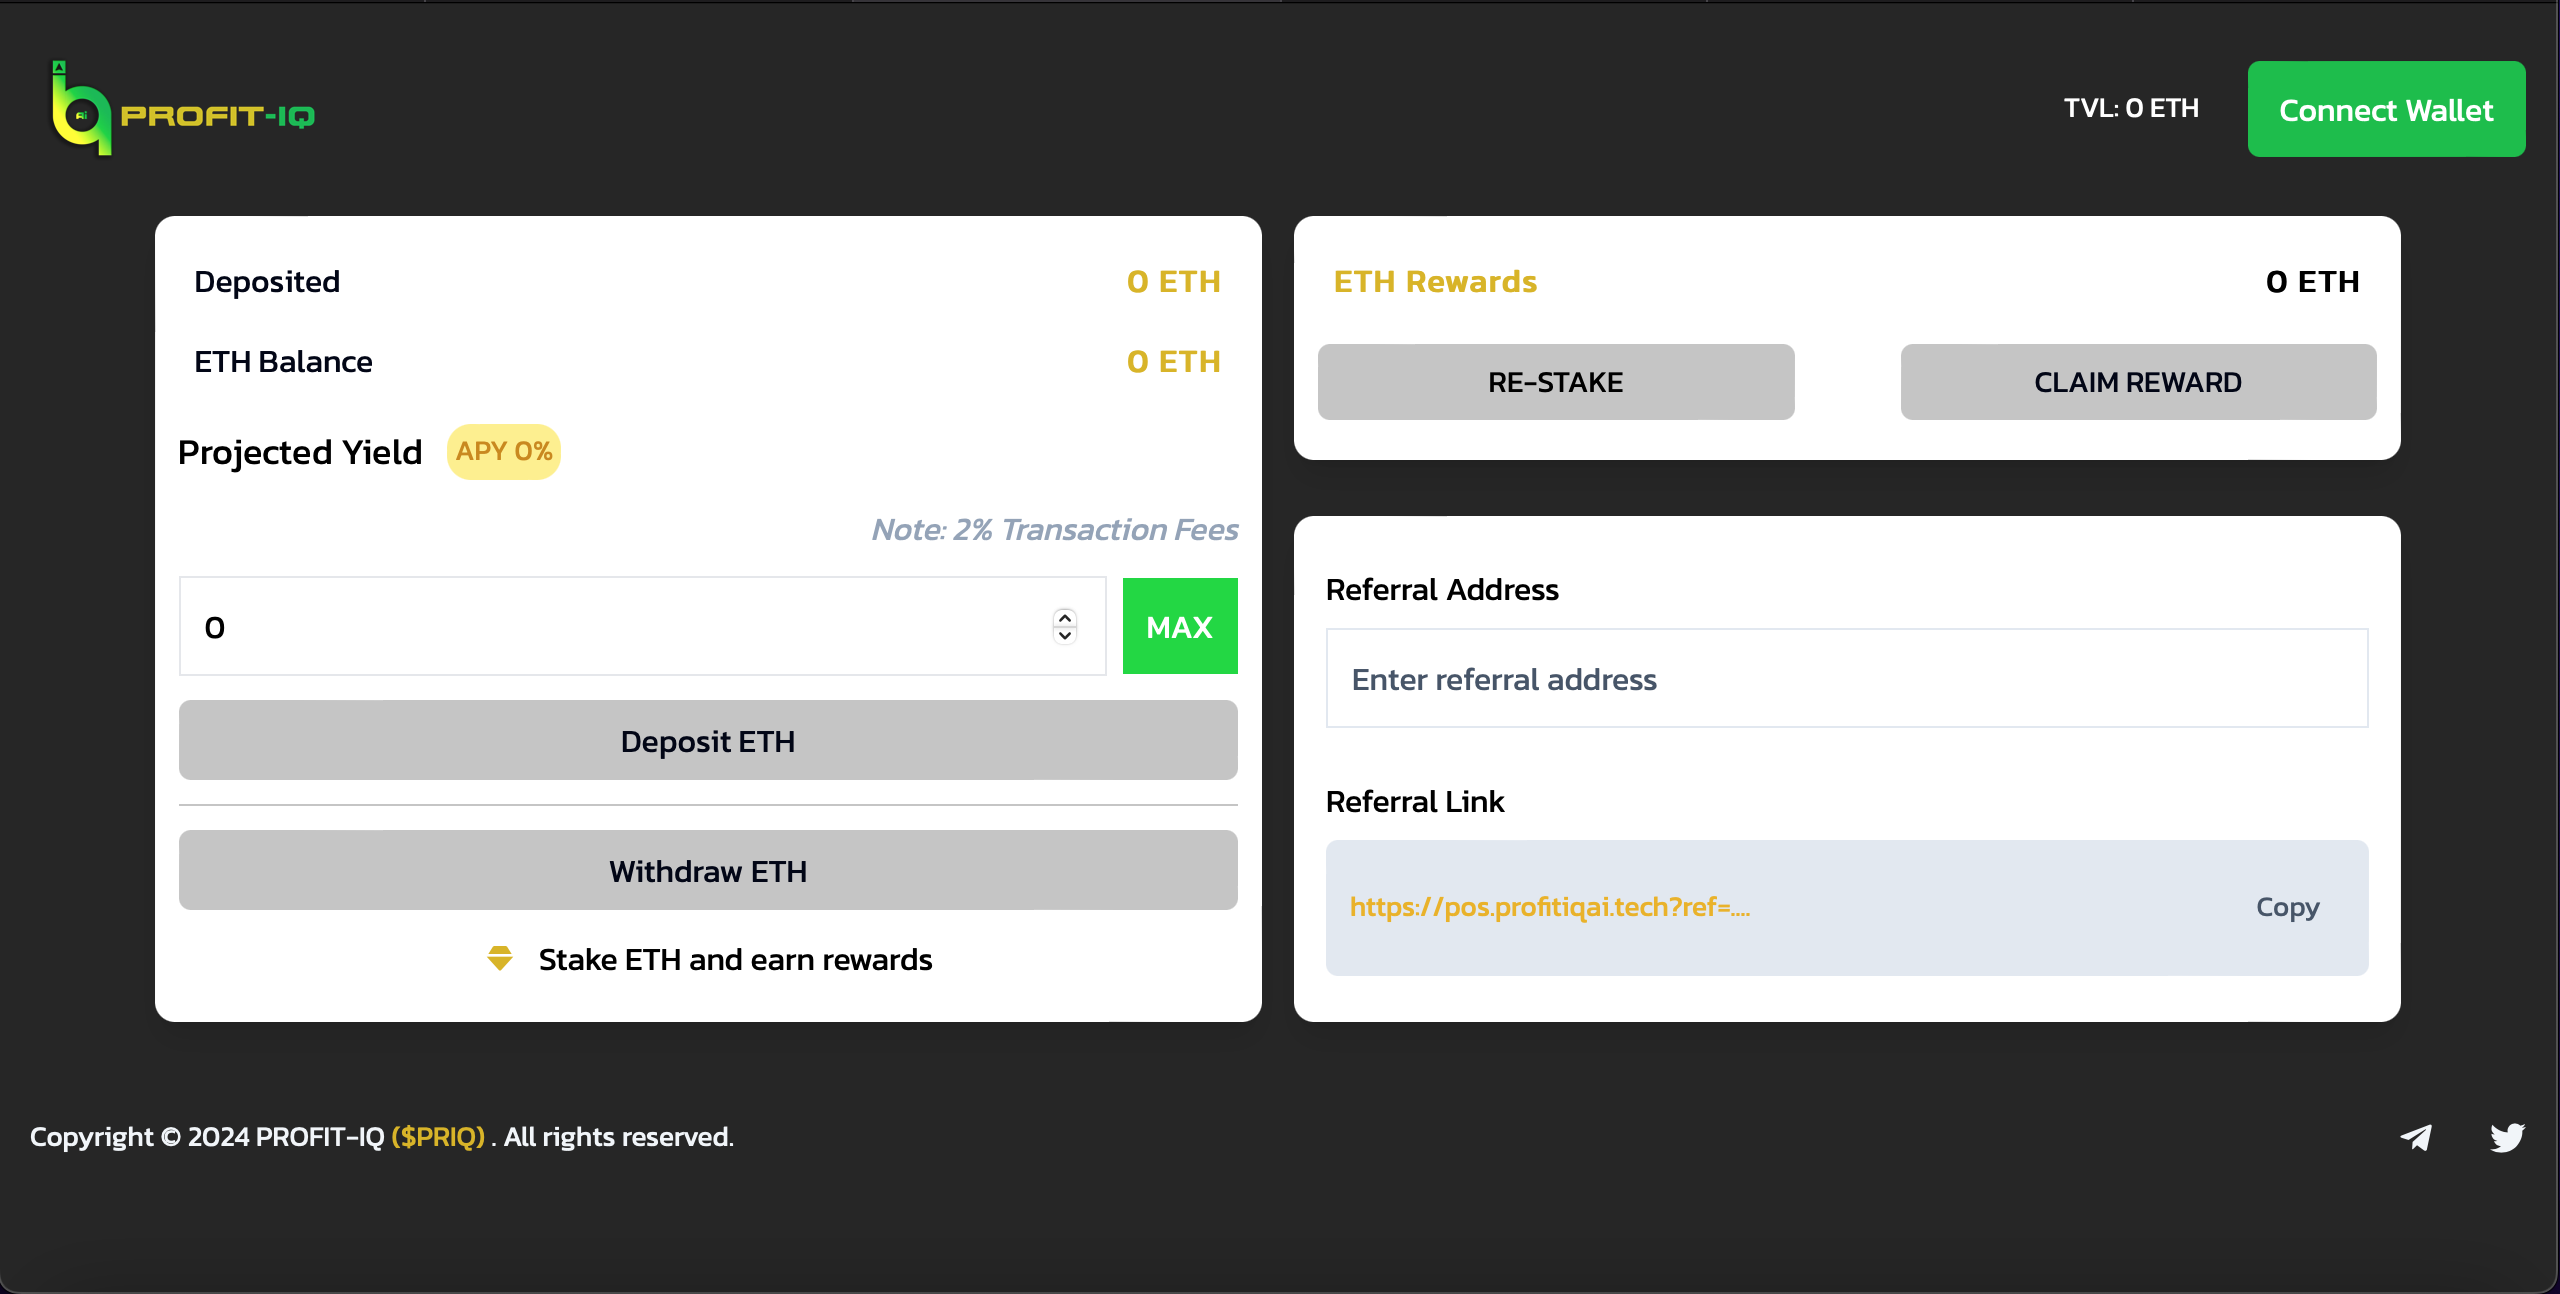 Ai PROFIT-IQ
TVL: 0 ETH
Connect Wallet
Deposited 0 ETH
ETH Balance 0 ETH
Projected Yield APY 0%
Note: 2% Transaction Fees
0 MAX
Deposit ETH
Withdraw ETH
Stake ETH and earn rewards
ETH Rewards 0 ETH
RE-STAKE CLAIM REWARD
Referral Address
Enter referral address
Referral Link
https://pos.profitiqai.tech?ref=.... Copy
Copyright © 2024 PROFIT-IQ ($PRIQ) . All rights reserved.